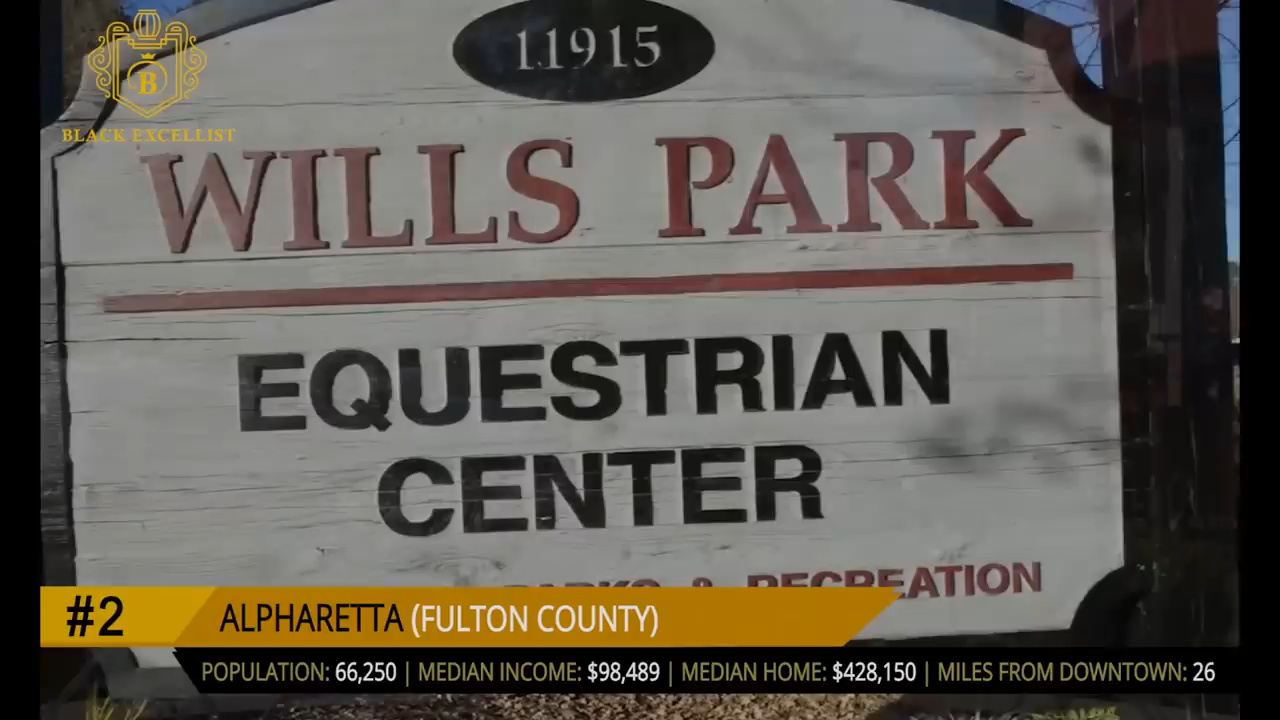 11915
B
BLACK EXCELLIST
WILLS PARK
EQUESTRIAN
CENTER
PARKS & RECREATION
#2
ALPHARETTA (FULTON COUNTY)
POPULATION: 66,250 | MEDIAN INCOME: $98,489 | MEDIAN HOME: $428,150 | MILES FROM DOWNTOWN: 26